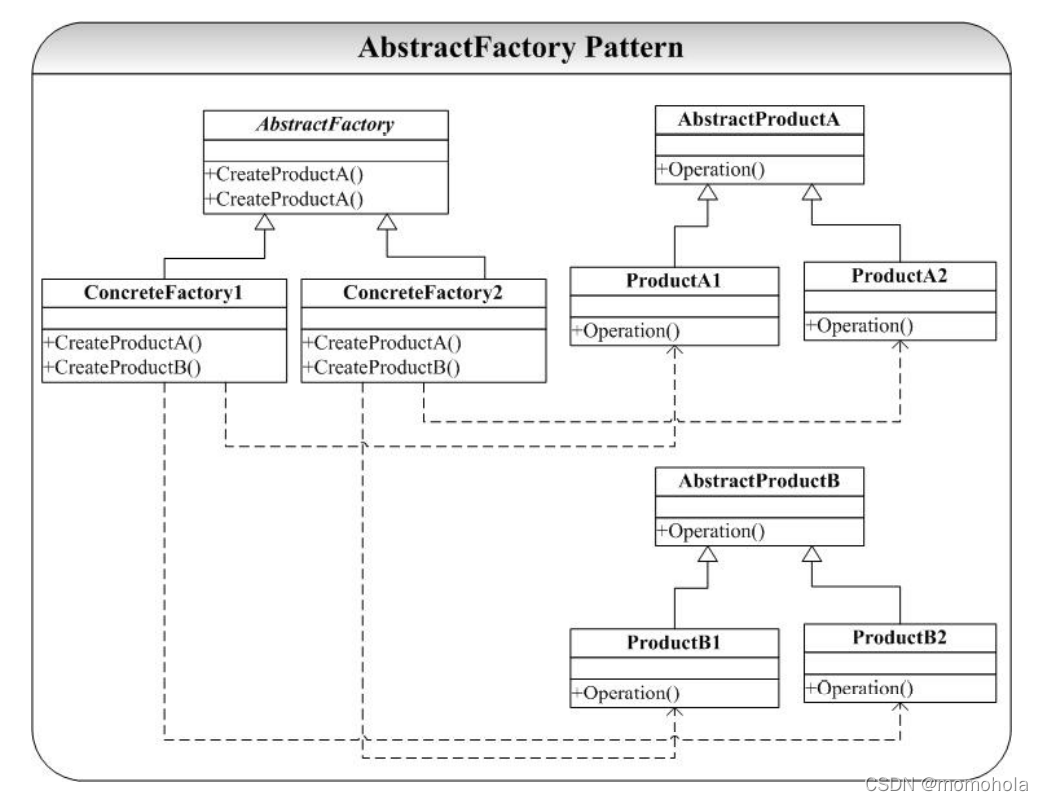 AbstractFactory Pattern
AbstractFactory
+CreateProductA()
+CreateProductA()
AbstractProductA
+Operation()
ConcreteFactory1
+CreateProductA()
+CreateProductB()
ConcreteFactory2
+CreateProductA()
+CreateProductB()
ProductA1
+Operation()
ProductA2
+Operation()
AbstractProductB
+Operation()
ProductB1
+Operation()
ProductB2
+Operation()
CSDN @momohola